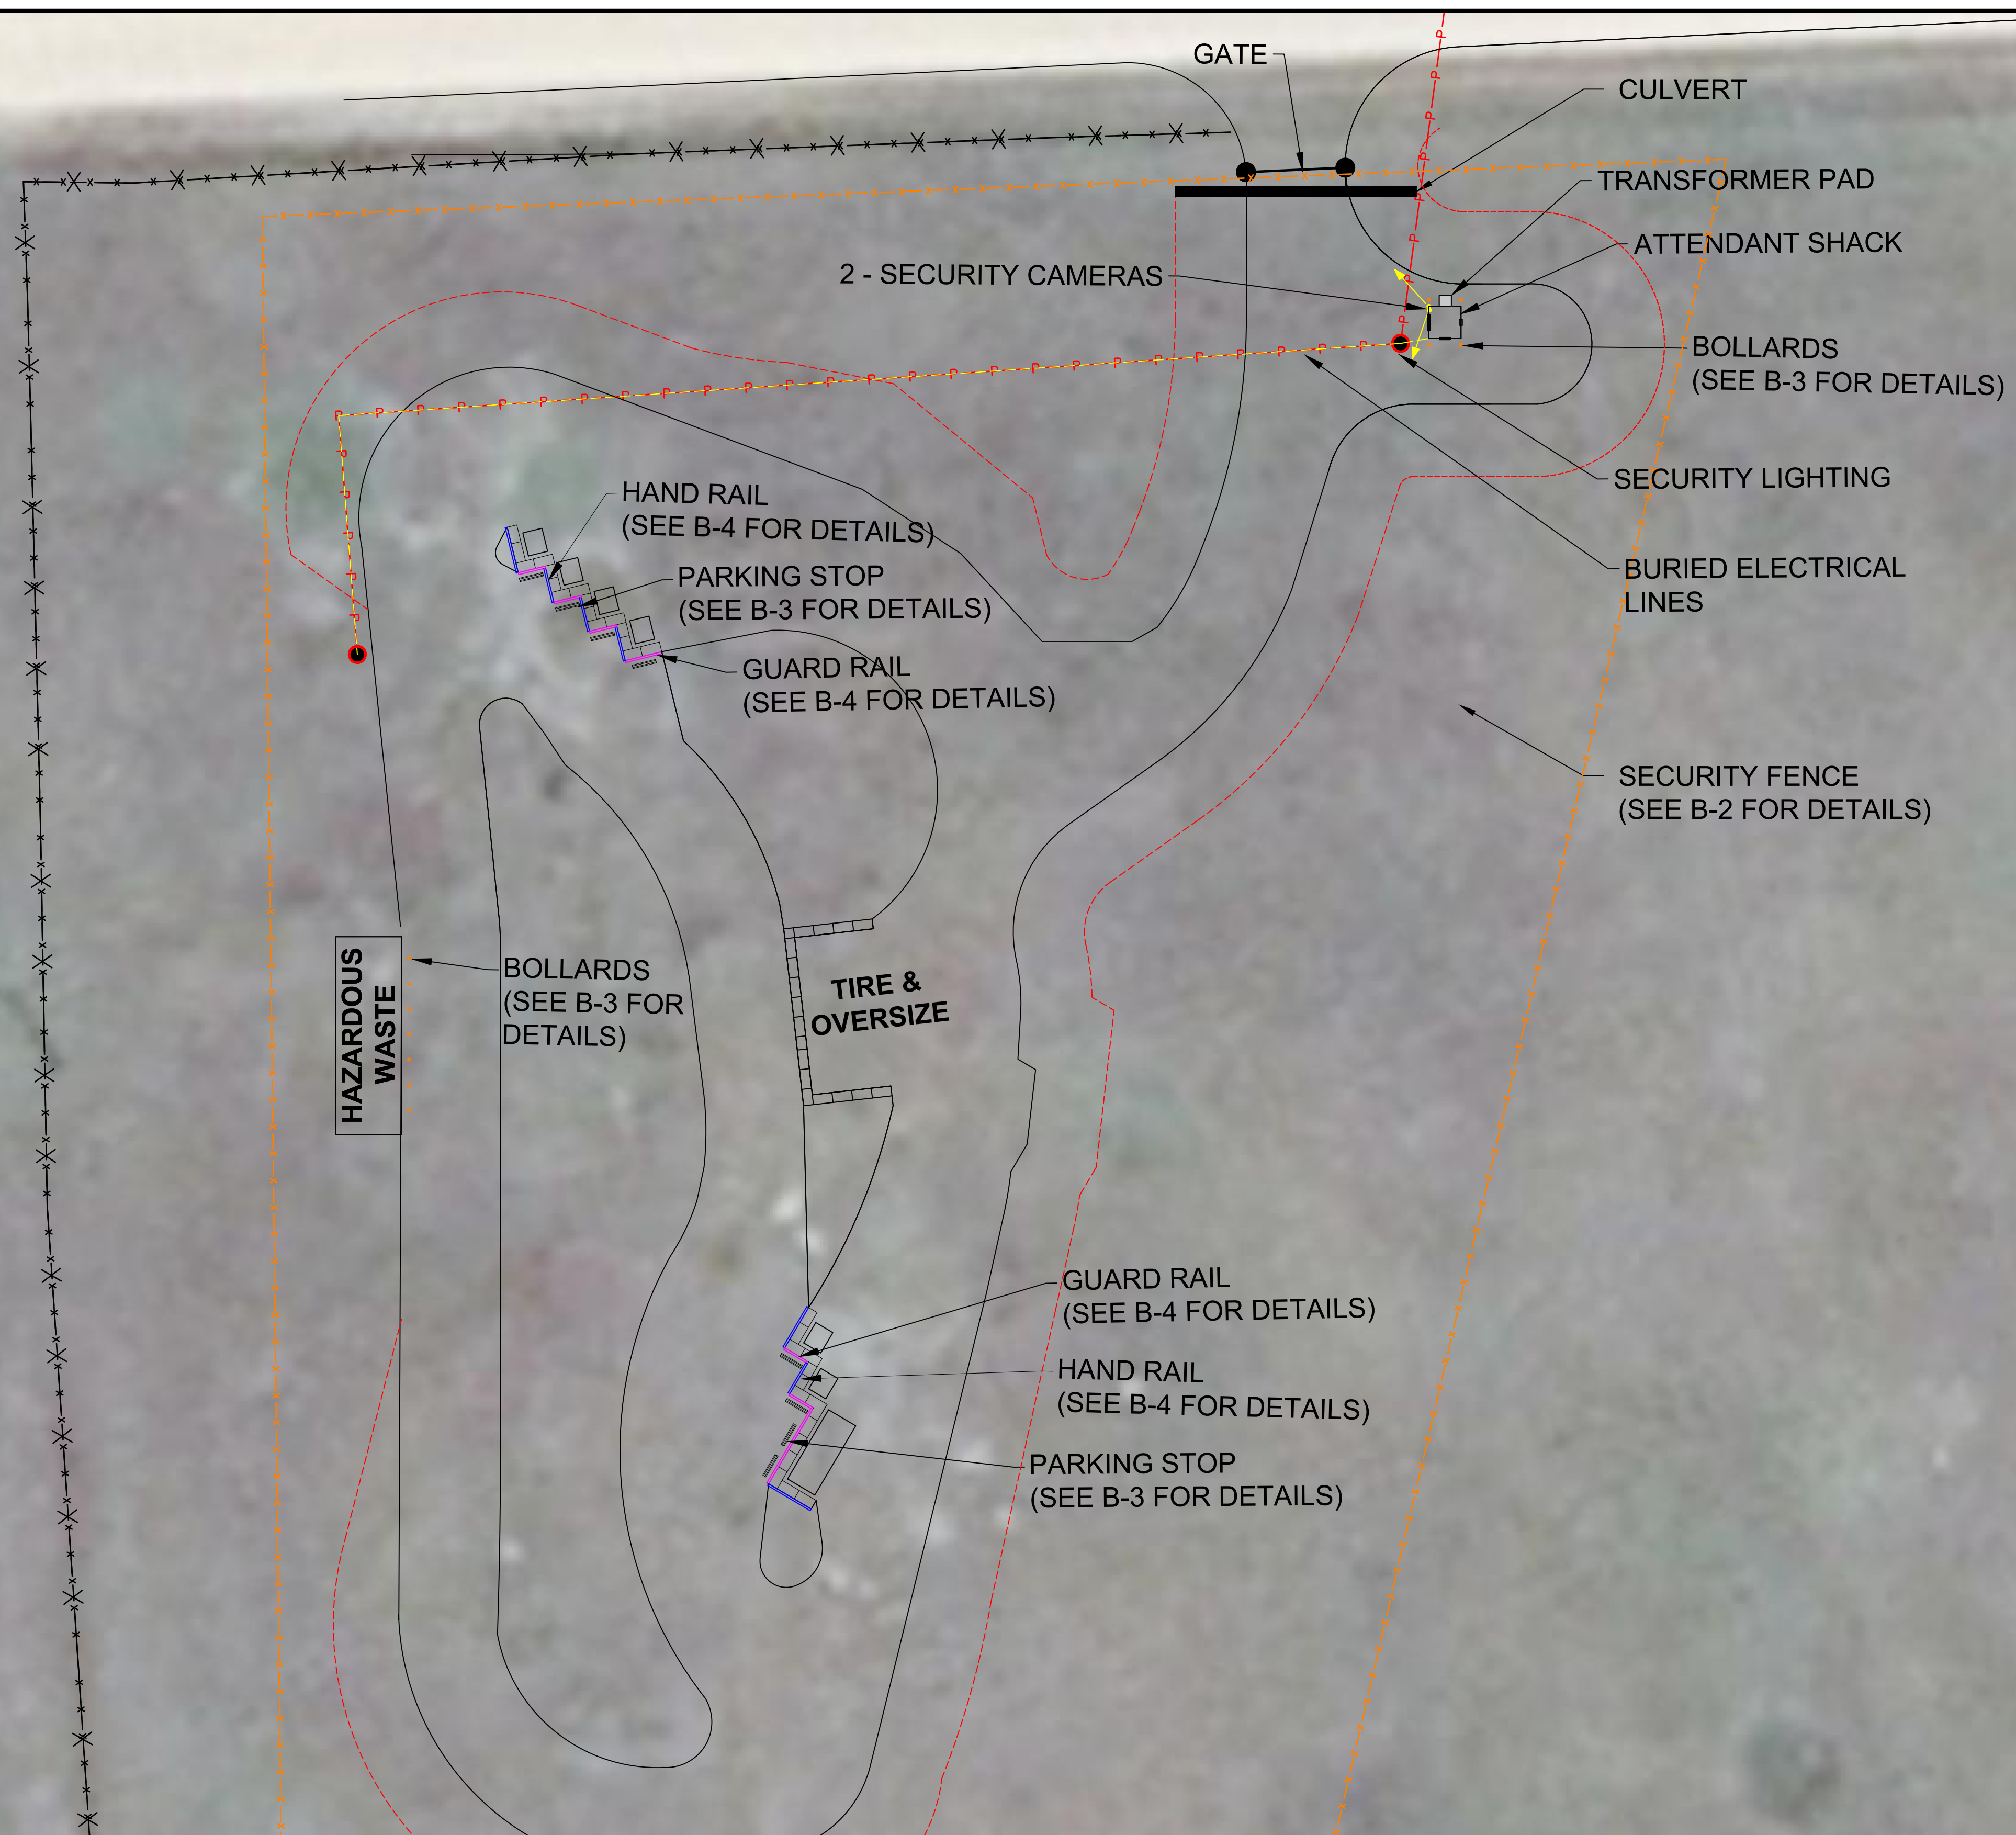 GATE
CULVERT
TRANSFORMER PAD
ATTENDANT SHACK
2 - SECURITY CAMERAS
BOLLARDS
(SEE B-3 FOR DETAILS)
SECURITY LIGHTING
HAND RAIL
(SEE B-4 FOR DETAILS)
PARKING STOP
(SEE B-3 FOR DETAILS)
BURIED ELECTRICAL
LINES
GUARD RAIL
(SEE B-4 FOR DETAILS)
SECURITY FENCE
(SEE B-2 FOR DETAILS)
HAZARDOUS
WASTE
BOLLARDS
(SEE B-3 FOR
DETAILS)
TIRE &
OVERSIZE
GUARD RAIL
(SEE B-4 FOR DETAILS)
HAND RAIL
(SEE B-4 FOR DETAILS)
PARKING STOP
(SEE B-3 FOR DETAILS)